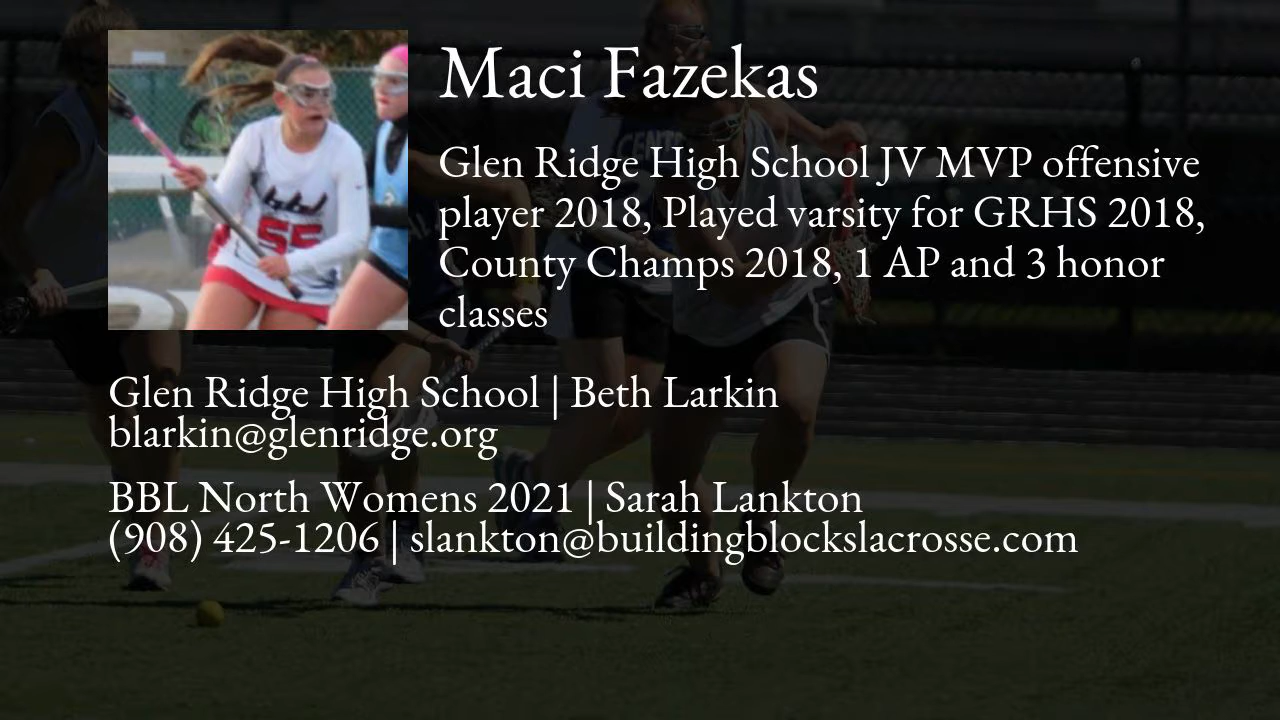 Maci Fazekas
Glen Ridge High School JV MVP offensive
player 2018, Played varsity for GRHS 2018,
County Champs 2018, 1 AP and 3 honor
classes
bbl
55
Glen Ridge High School | Beth Larkin
blarkin@glenridge.org
BBL North Womens 2021 | Sarah Lankton
(908) 425-1206 | slankton@buildingblockslacrosse.com